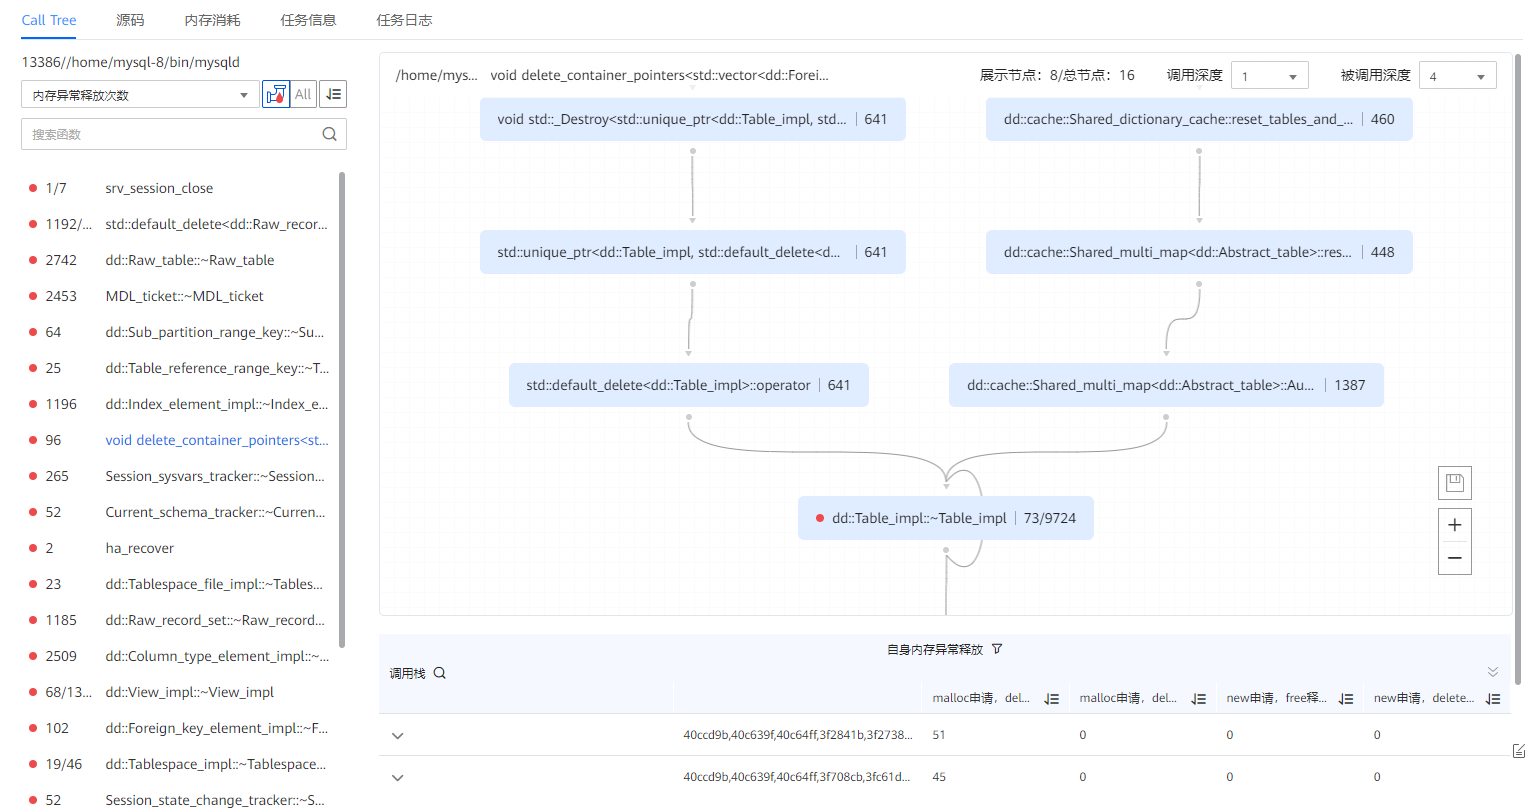 Call Tree 源码 内存消耗 任务信息 任务日志
13386//home/mysql-8/bin/mysqld
内存异常释放次数 All
搜索函数
1/7 srv_session_close
1192/... std::default_delete<dd::Raw_recor...
2742 dd::Raw_table::~Raw_table
2453 MDL_ticket::~MDL_ticket
64 dd::Sub_partition_range_key::~Su...
25 dd::Table_reference_range_key::~T...
1196 dd::Index_element_impl::~Index_e...
96 void delete_container_pointers<st...
265 Session_sysvars_tracker::~Session...
52 Current_schema_tracker::~Curren...
2 ha_recover
23 dd::Tablespace_file_impl::~Tables...
1185 dd::Raw_record_set::~Raw_record...
2509 dd::Column_type_element_impl::~...
68/13... dd::View_impl::~View_impl
102 dd::Foreign_key_element_impl::~F...
19/46 dd::Tablespace_impl::~Tablespace...
52 Session_state_change_tracker::~S...
/home/mys... void delete_container_pointers<std::vector<dd::Forei...
展示节点：8/总节点：16 调用深度 1 被调用深度 4
void std::_Destroy<std::unique_ptr<dd::Table_impl, std... 641
dd::cache::Shared_dictionary_cache::reset_tables_and_... 460
std::unique_ptr<dd::Table_impl, std::default_delete<d... 641
dd::cache::Shared_multi_map<dd::Abstract_table>::res... 448
std::default_delete<dd::Table_impl>::operator 641
dd::cache::Shared_multi_map<dd::Abstract_table>::Au... 1387
dd::Table_impl::~Table_impl 73/9724
自身内存异常释放
调用栈
malloc申请，del... malloc申请，del... new申请，free释... new申请，delete...
40ccd9b,40c639f,40c64ff,3f2841b,3f2738... 51 0 0 0
40ccd9b,40c639f,40c64ff,3f708cb,3fc61d... 45 0 0 0